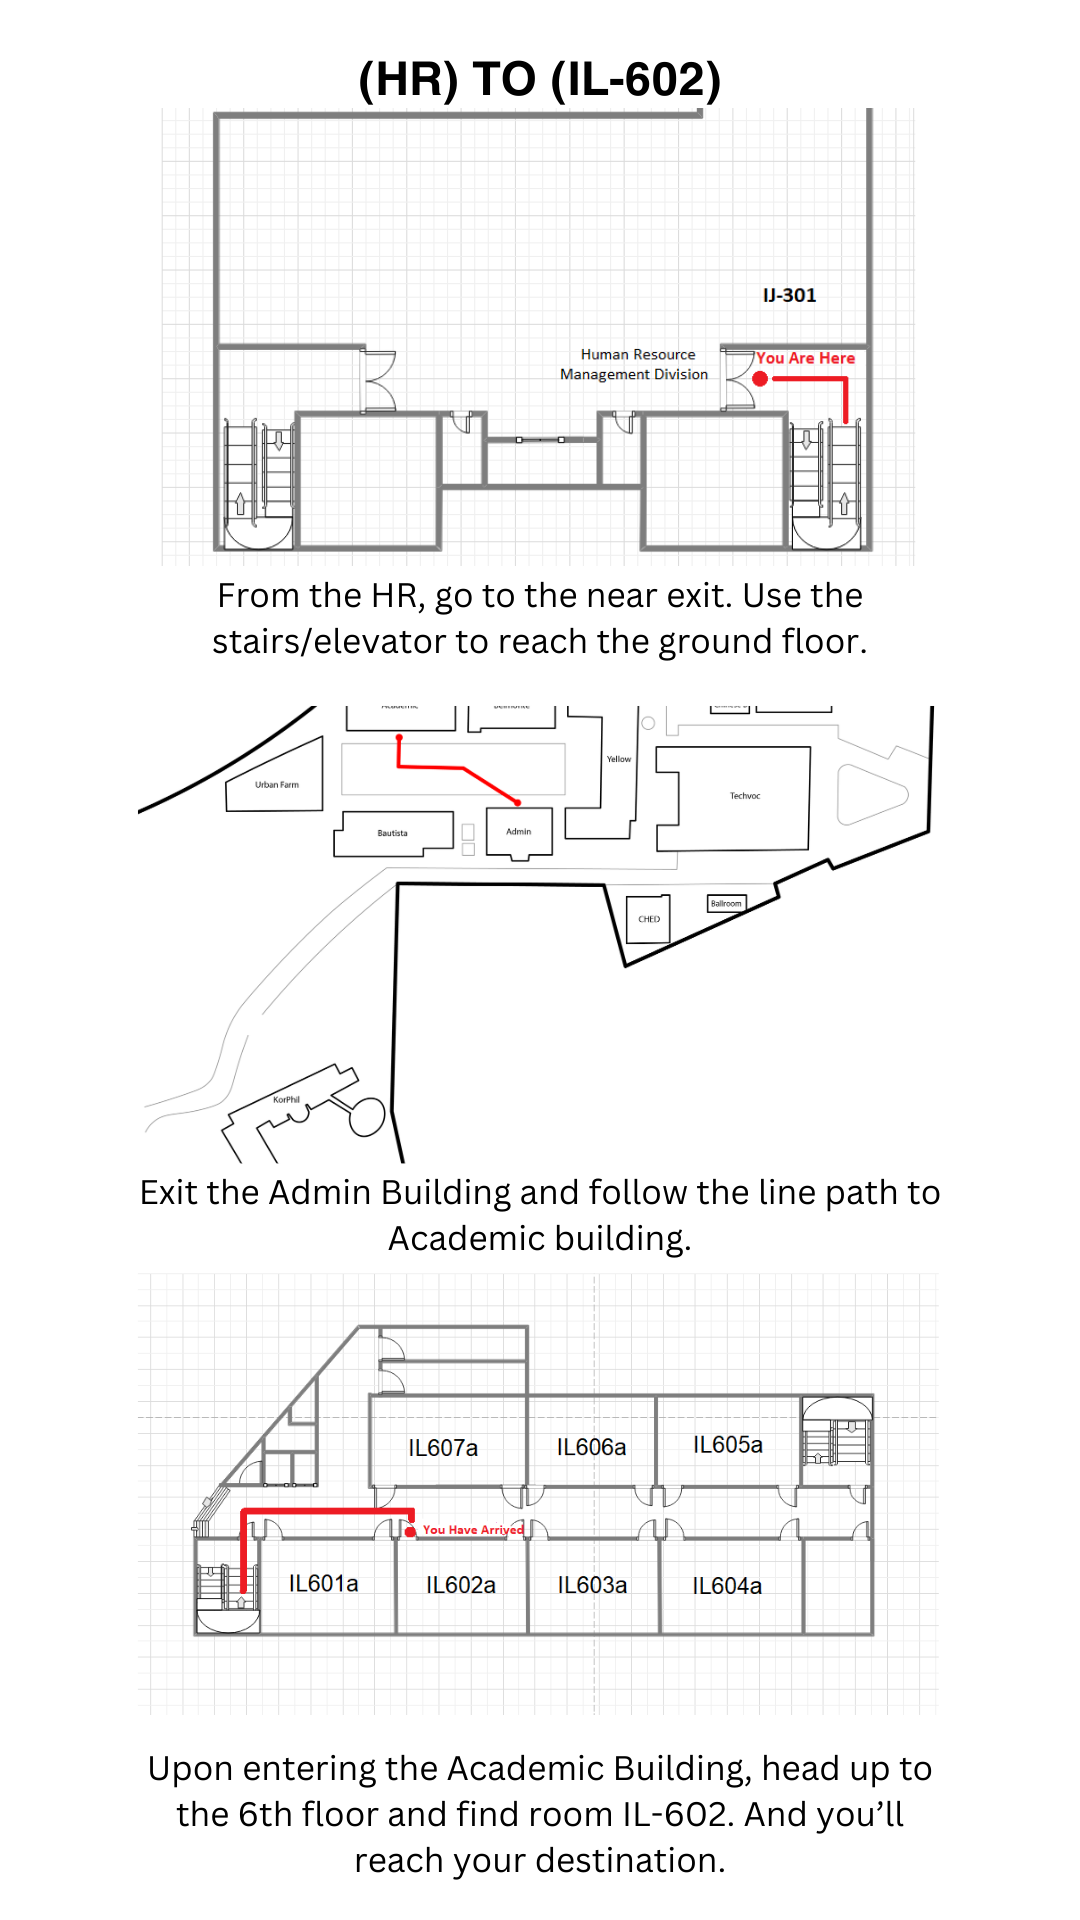 (HR) TO (IL-602)
IJ-301
Human Resource
Management Division
You Are Here
From the HR, go to the near exit. Use the
stairs/elevator to reach the ground floor.
Academic
Belmonte
Yellow
Urban Farm
Techvoc
Bautista
Admin
CHED
Ballroom
KorPhil
Exit the Admin Building and follow the line path to
Academic building.
IL607a
IL606a
IL605a
You Have Arrived
IL601a
IL602a
IL603a
IL604a
Upon entering the Academic Building, head up to
the 6th floor and find room IL-602. And you’ll
reach your destination.